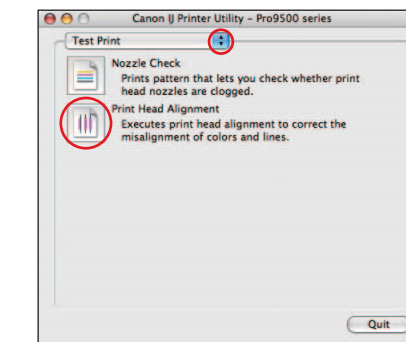 Canon IJ Printer Utility – Pro9500 series
Test Print
Nozzle Check
Prints pattern that lets you check whether print
head nozzles are clogged.
Print Head Alignment
Executes print head alignment to correct the
misalignment of colors and lines.
Quit